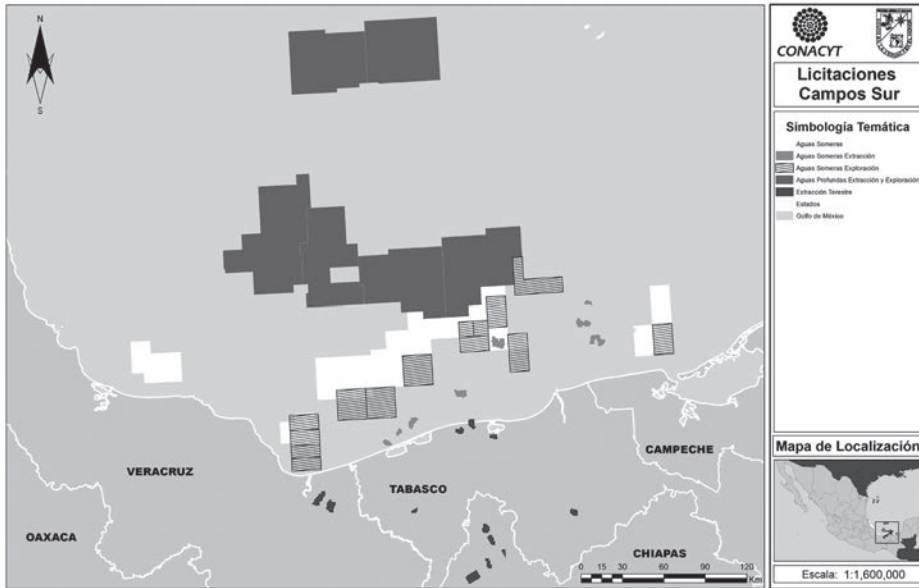 N
S
VERACRUZ
OAXACA
TABASCO
CAMPECHE
CHIAPAS
0 15 30 60 90 120
Km
CONACYT
Licitaciones
Campos Sur
Simbología Temática
Aguas Someras
Aguas Someras Extracción
Aguas Someras Exploración
Aguas Profundas Extracción y Exploración
Extracción Terestre
Estados
Golfo de México
Mapa de Localización
Escala: 1:1,600,000